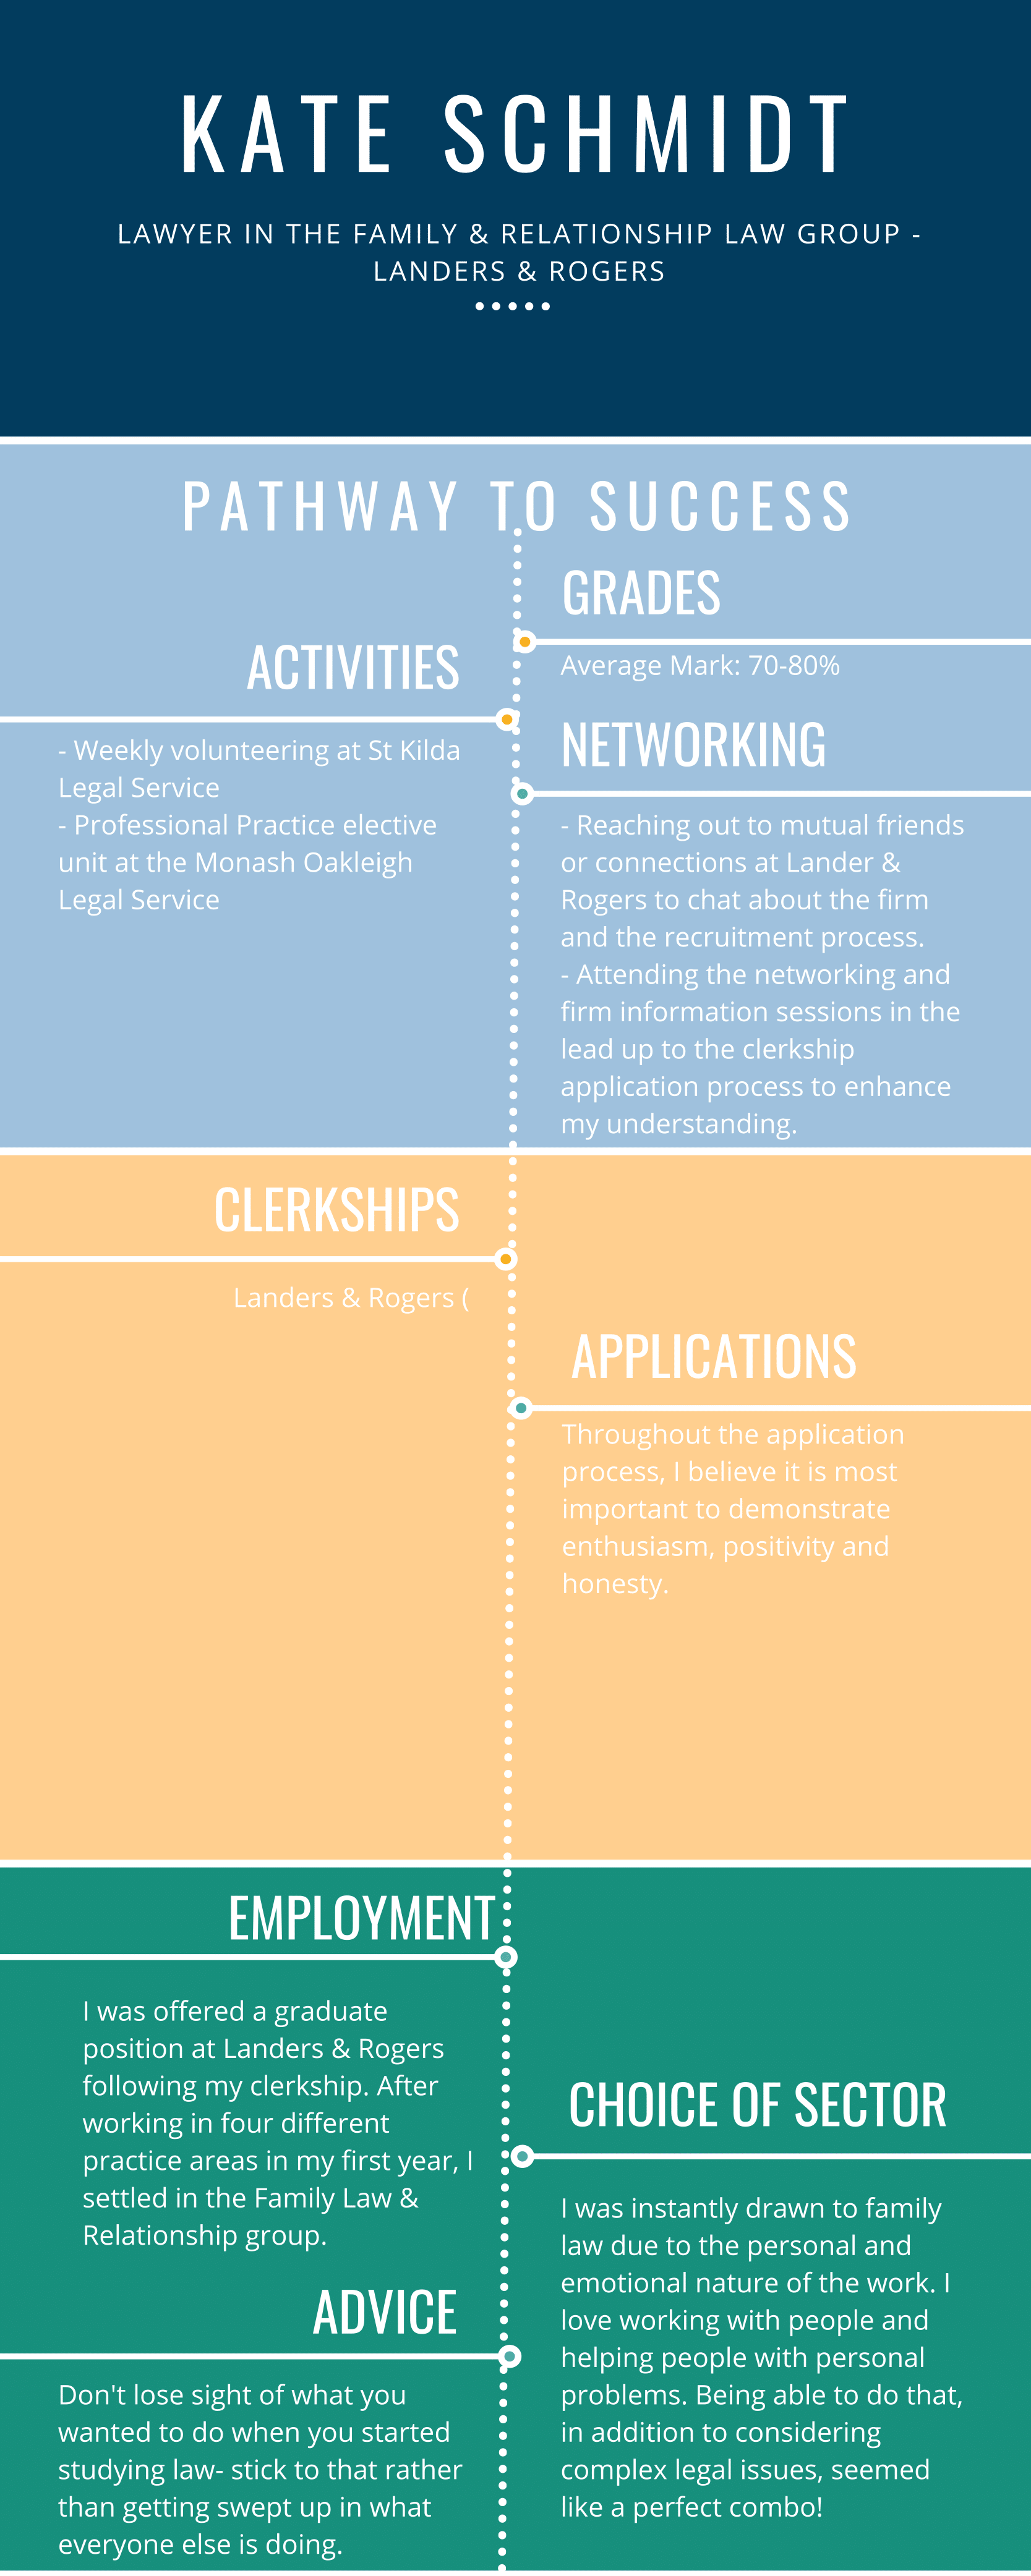 KATE SCHMIDT
LAWYER IN THE FAMILY & RELATIONSHIP LAW GROUP -
LANDERS & ROGERS
PATHWAY TO SUCCESS
GRADES
Average Mark: 70-80%
ACTIVITIES
- Weekly volunteering at St Kilda
Legal Service
- Professional Practice elective
unit at the Monash Oakleigh
Legal Service
NETWORKING
- Reaching out to mutual friends
or connections at Lander &
Rogers to chat about the firm
and the recruitment process.
- Attending the networking and
firm information sessions in the
lead up to the clerkship
application process to enhance
my understanding.
CLERKSHIPS
Landers & Rogers (
APPLICATIONS
Throughout the application
process, I believe it is most
important to demonstrate
enthusiasm, positivity and
honesty.
EMPLOYMENT
I was offered a graduate
position at Landers & Rogers
following my clerkship. After
working in four different
practice areas in my first year, I
settled in the Family Law &
Relationship group.
CHOICE OF SECTOR
I was instantly drawn to family
law due to the personal and
emotional nature of the work. I
love working with people and
helping people with personal
problems. Being able to do that,
in addition to considering
complex legal issues, seemed
like a perfect combo!
ADVICE
Don't lose sight of what you
wanted to do when you started
studying law- stick to that rather
than getting swept up in what
everyone else is doing.